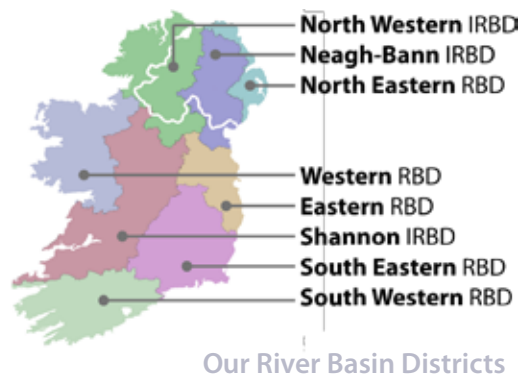 North Western IRBD
Neagh-Bann IRBD
North Eastern RBD
Western RBD
Eastern RBD
Shannon IRBD
South Eastern RBD
South Western RBD
Our River Basin Districts